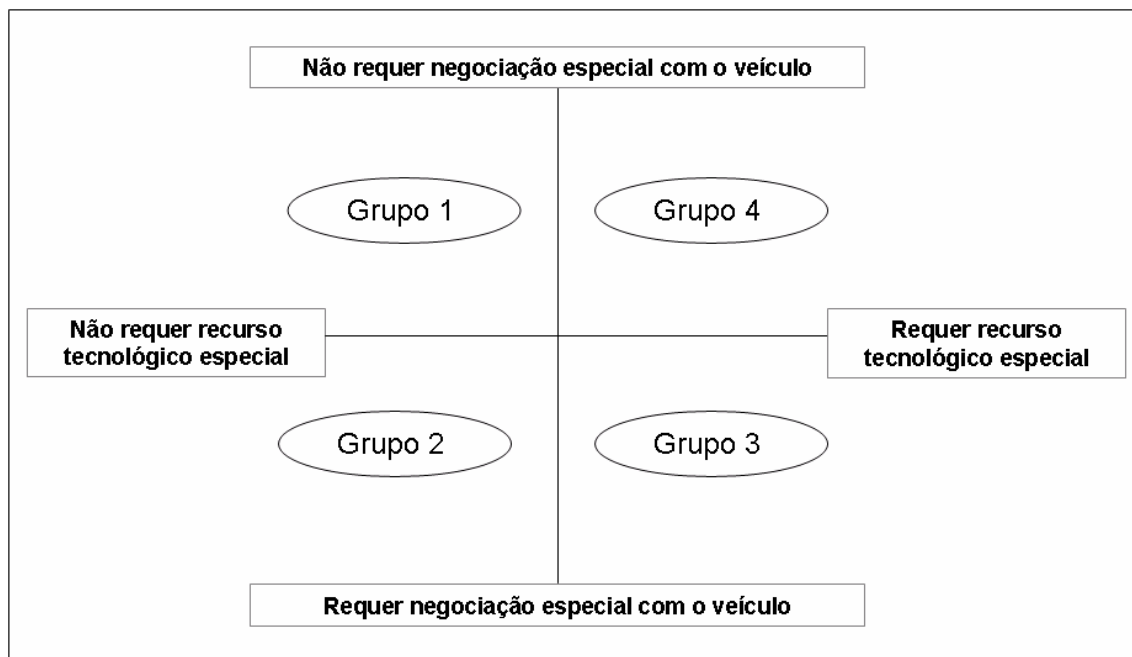 Não requer negociação especial com o veículo
Grupo 1
Grupo 4
Não requer recurso
tecnológico especial
Requer recurso
tecnológico especial
Grupo 2
Grupo 3
Requer negociação especial com o veículo